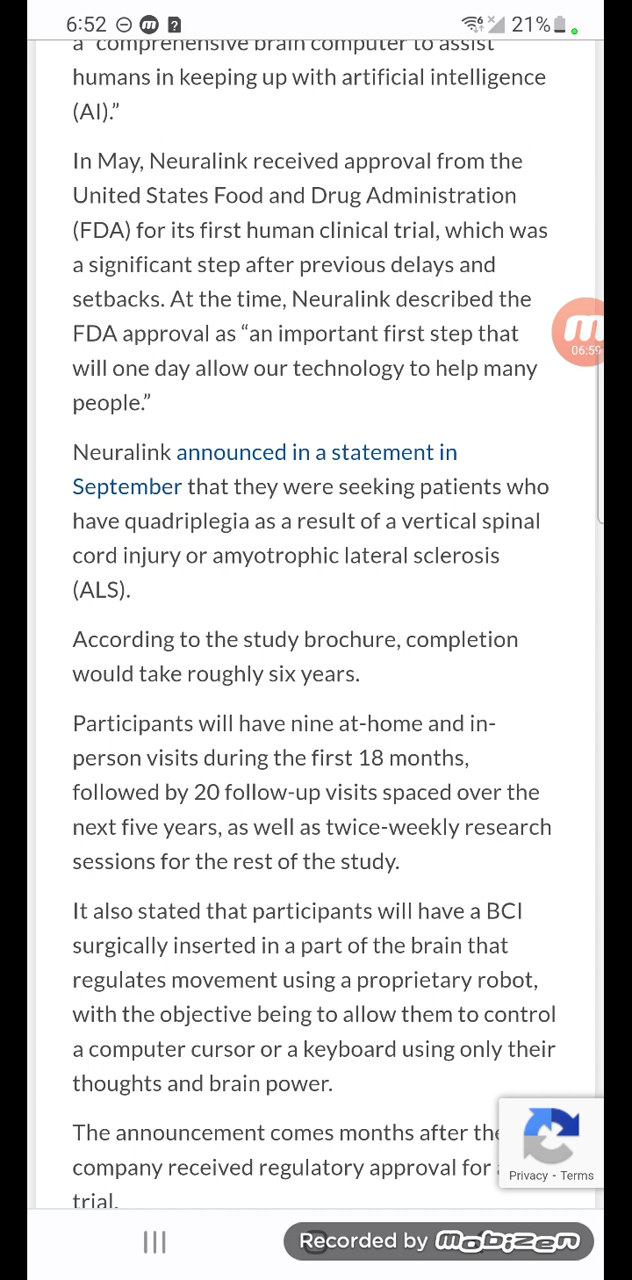 6:52
21%
a "comprehensive brain computer to assist
humans in keeping up with artificial intelligence
(AI)."
In May, Neuralink received approval from the
United States Food and Drug Administration
(FDA) for its first human clinical trial, which was
a significant step after previous delays and
setbacks. At the time, Neuralink described the
FDA approval as “an important first step that
will one day allow our technology to help many
people.”
06:59
Neuralink announced in a statement in
September that they were seeking patients who
have quadriplegia as a result of a vertical spinal
cord injury or amyotrophic lateral sclerosis
(ALS).
According to the study brochure, completion
would take roughly six years.
Participants will have nine at-home and in-
person visits during the first 18 months,
followed by 20 follow-up visits spaced over the
next five years, as well as twice-weekly research
sessions for the rest of the study.
It also stated that participants will have a BCI
surgically inserted in a part of the brain that
regulates movement using a proprietary robot,
with the objective being to allow them to control
a computer cursor or a keyboard using only their
thoughts and brain power.
The announcement comes months after the
company received regulatory approval for
trial.
Privacy - Terms
Recorded by mobizen